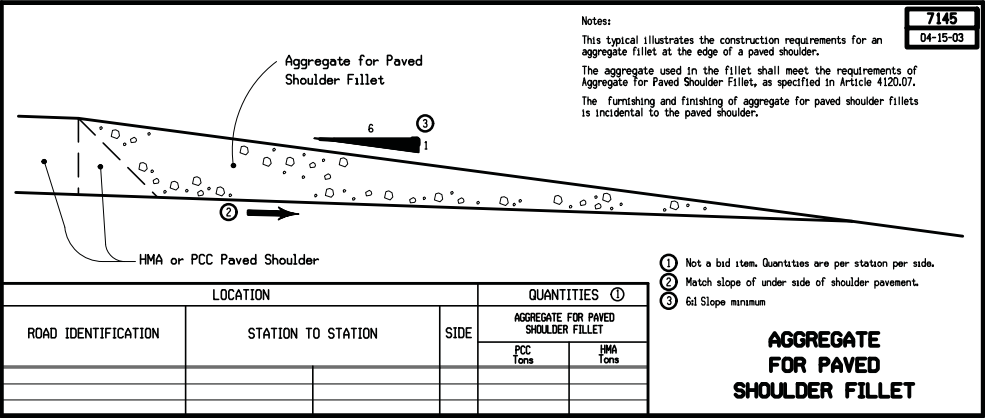 Notes:
This typical illustrates the construction requirements for an
aggregate fillet at the edge of a paved shoulder.
The aggregate used in the fillet shall meet the requirements of
Aggregate for Paved Shoulder Fillet, as specified in Article 4120.07.
The furnishing and finishing of aggregate for paved shoulder fillets
is incidental to the paved shoulder.
7145
04-15-03
Aggregate for Paved
Shoulder Fillet
6
3
1
2
HMA or PCC Paved Shoulder
1 Not a bid item. Quantities are per station per side.
2 Match slope of under side of shoulder pavement.
3 6:1 Slope minimum
LOCATION
QUANTITIES 1
ROAD IDENTIFICATION
STATION TO STATION
SIDE
AGGREGATE FOR PAVED
SHOULDER FILLET
PCC
Tons
HMA
Tons
AGGREGATE
FOR PAVED
SHOULDER FILLET